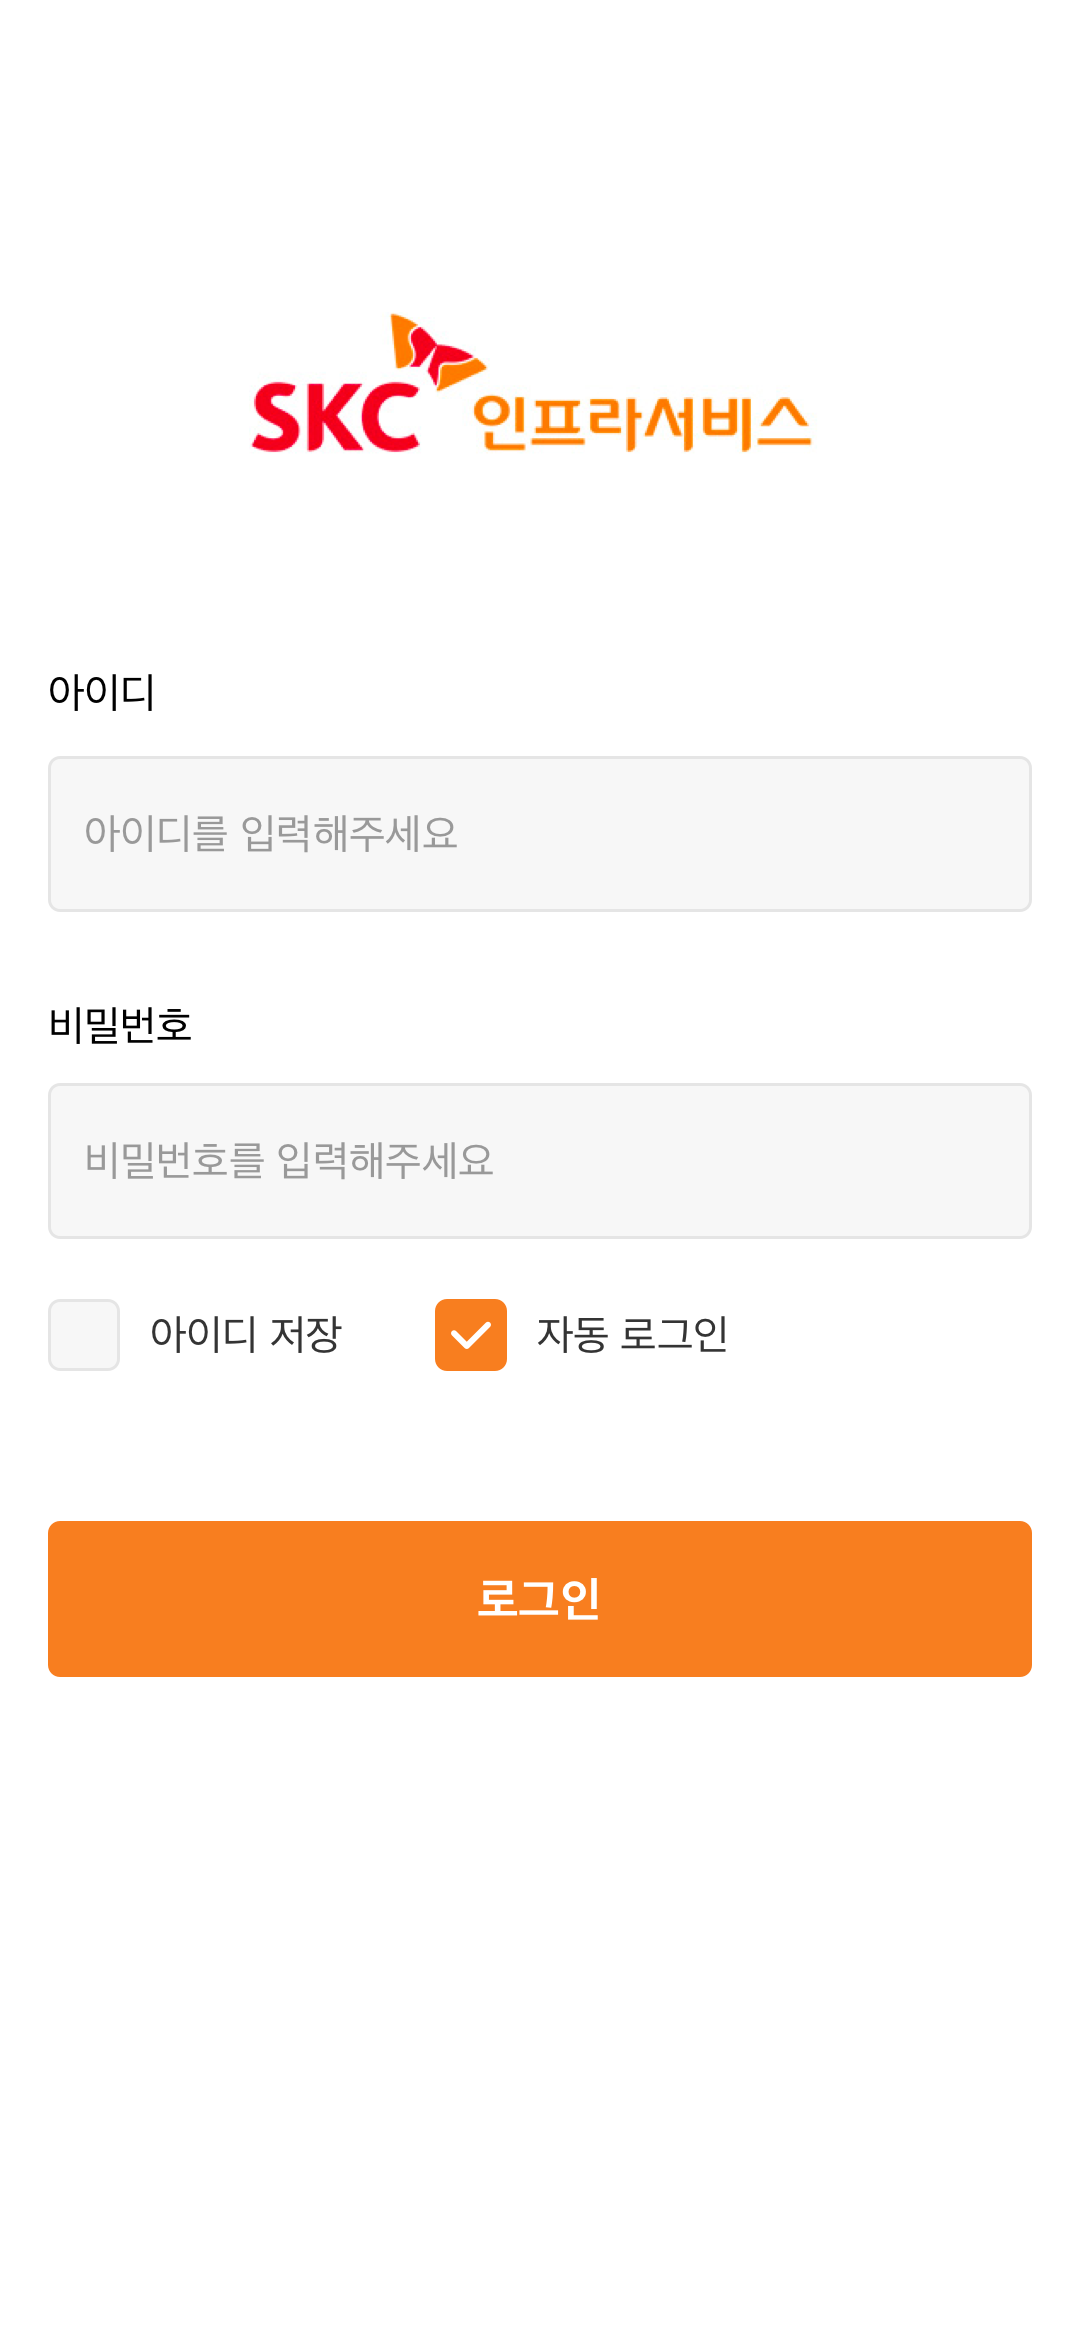 SKC 인프라서비스
아이디
아이디를 입력해주세요
비밀번호
비밀번호를 입력해주세요
아이디 저장 자동 로그인
로그인